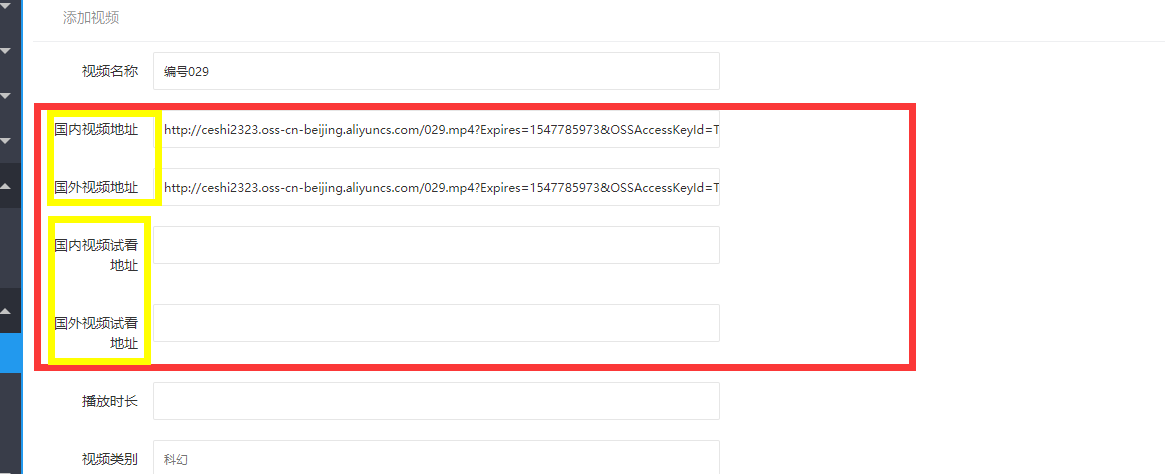 添加视频
视频名称 编号029
国内视频地址 http://ceshi2323.oss-cn-beijing.aliyuncs.com/029.mp4?Expires=1547785973&OSSAccessKeyId=T
国外视频地址 http://ceshi2323.oss-cn-beijing.aliyuncs.com/029.mp4?Expires=1547785973&OSSAccessKeyId=T
国内视频试看
地址
国外视频试看
地址
播放时长
视频类别 科幻